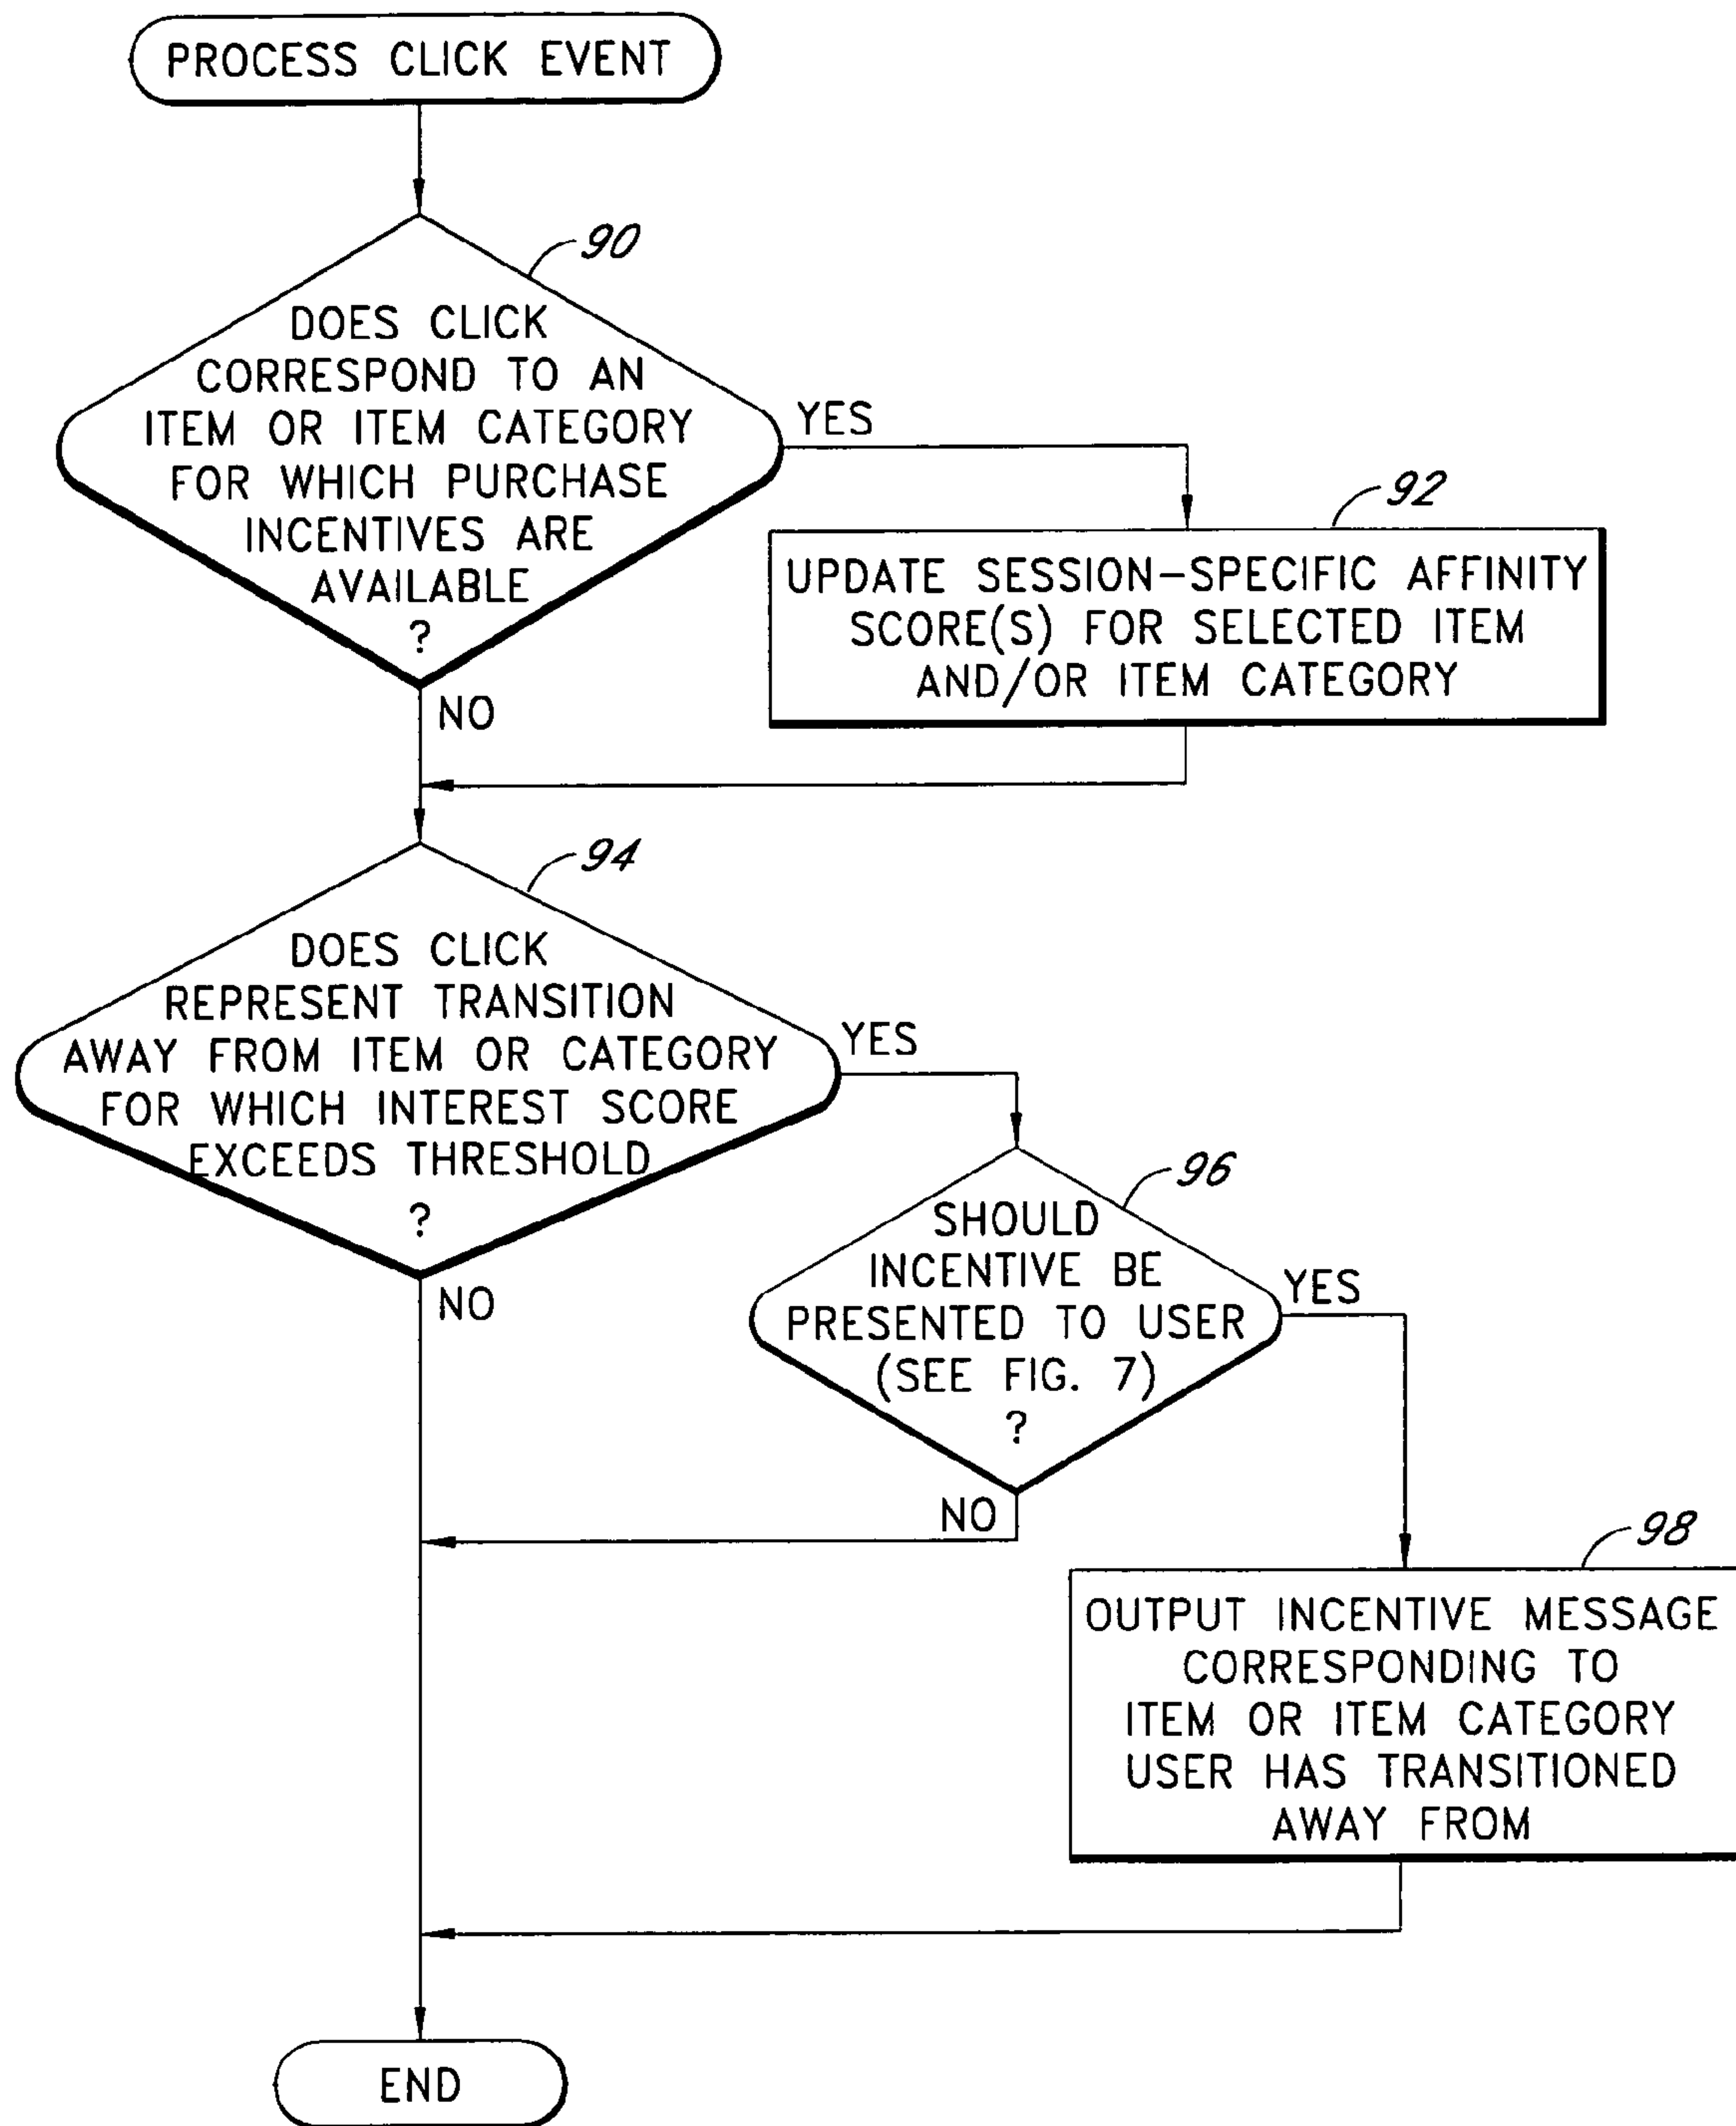 PROCESS CLICK EVENT
90
DOES CLICK
CORRESPOND TO AN
ITEM OR ITEM CATEGORY
FOR WHICH PURCHASE
INCENTIVES ARE
AVAILABLE
?
YES
NO
92
UPDATE SESSION-SPECIFIC AFFINITY
SCORE(S) FOR SELECTED ITEM
AND/OR ITEM CATEGORY
94
DOES CLICK
REPRESENT TRANSITION
AWAY FROM ITEM OR CATEGORY
FOR WHICH INTEREST SCORE
EXCEEDS THRESHOLD
?
YES
NO
96
SHOULD
INCENTIVE BE
PRESENTED TO USER
(SEE FIG. 7)
?
YES
NO
98
OUTPUT INCENTIVE MESSAGE
CORRESPONDING TO
ITEM OR ITEM CATEGORY
USER HAS TRANSITIONED
AWAY FROM
END